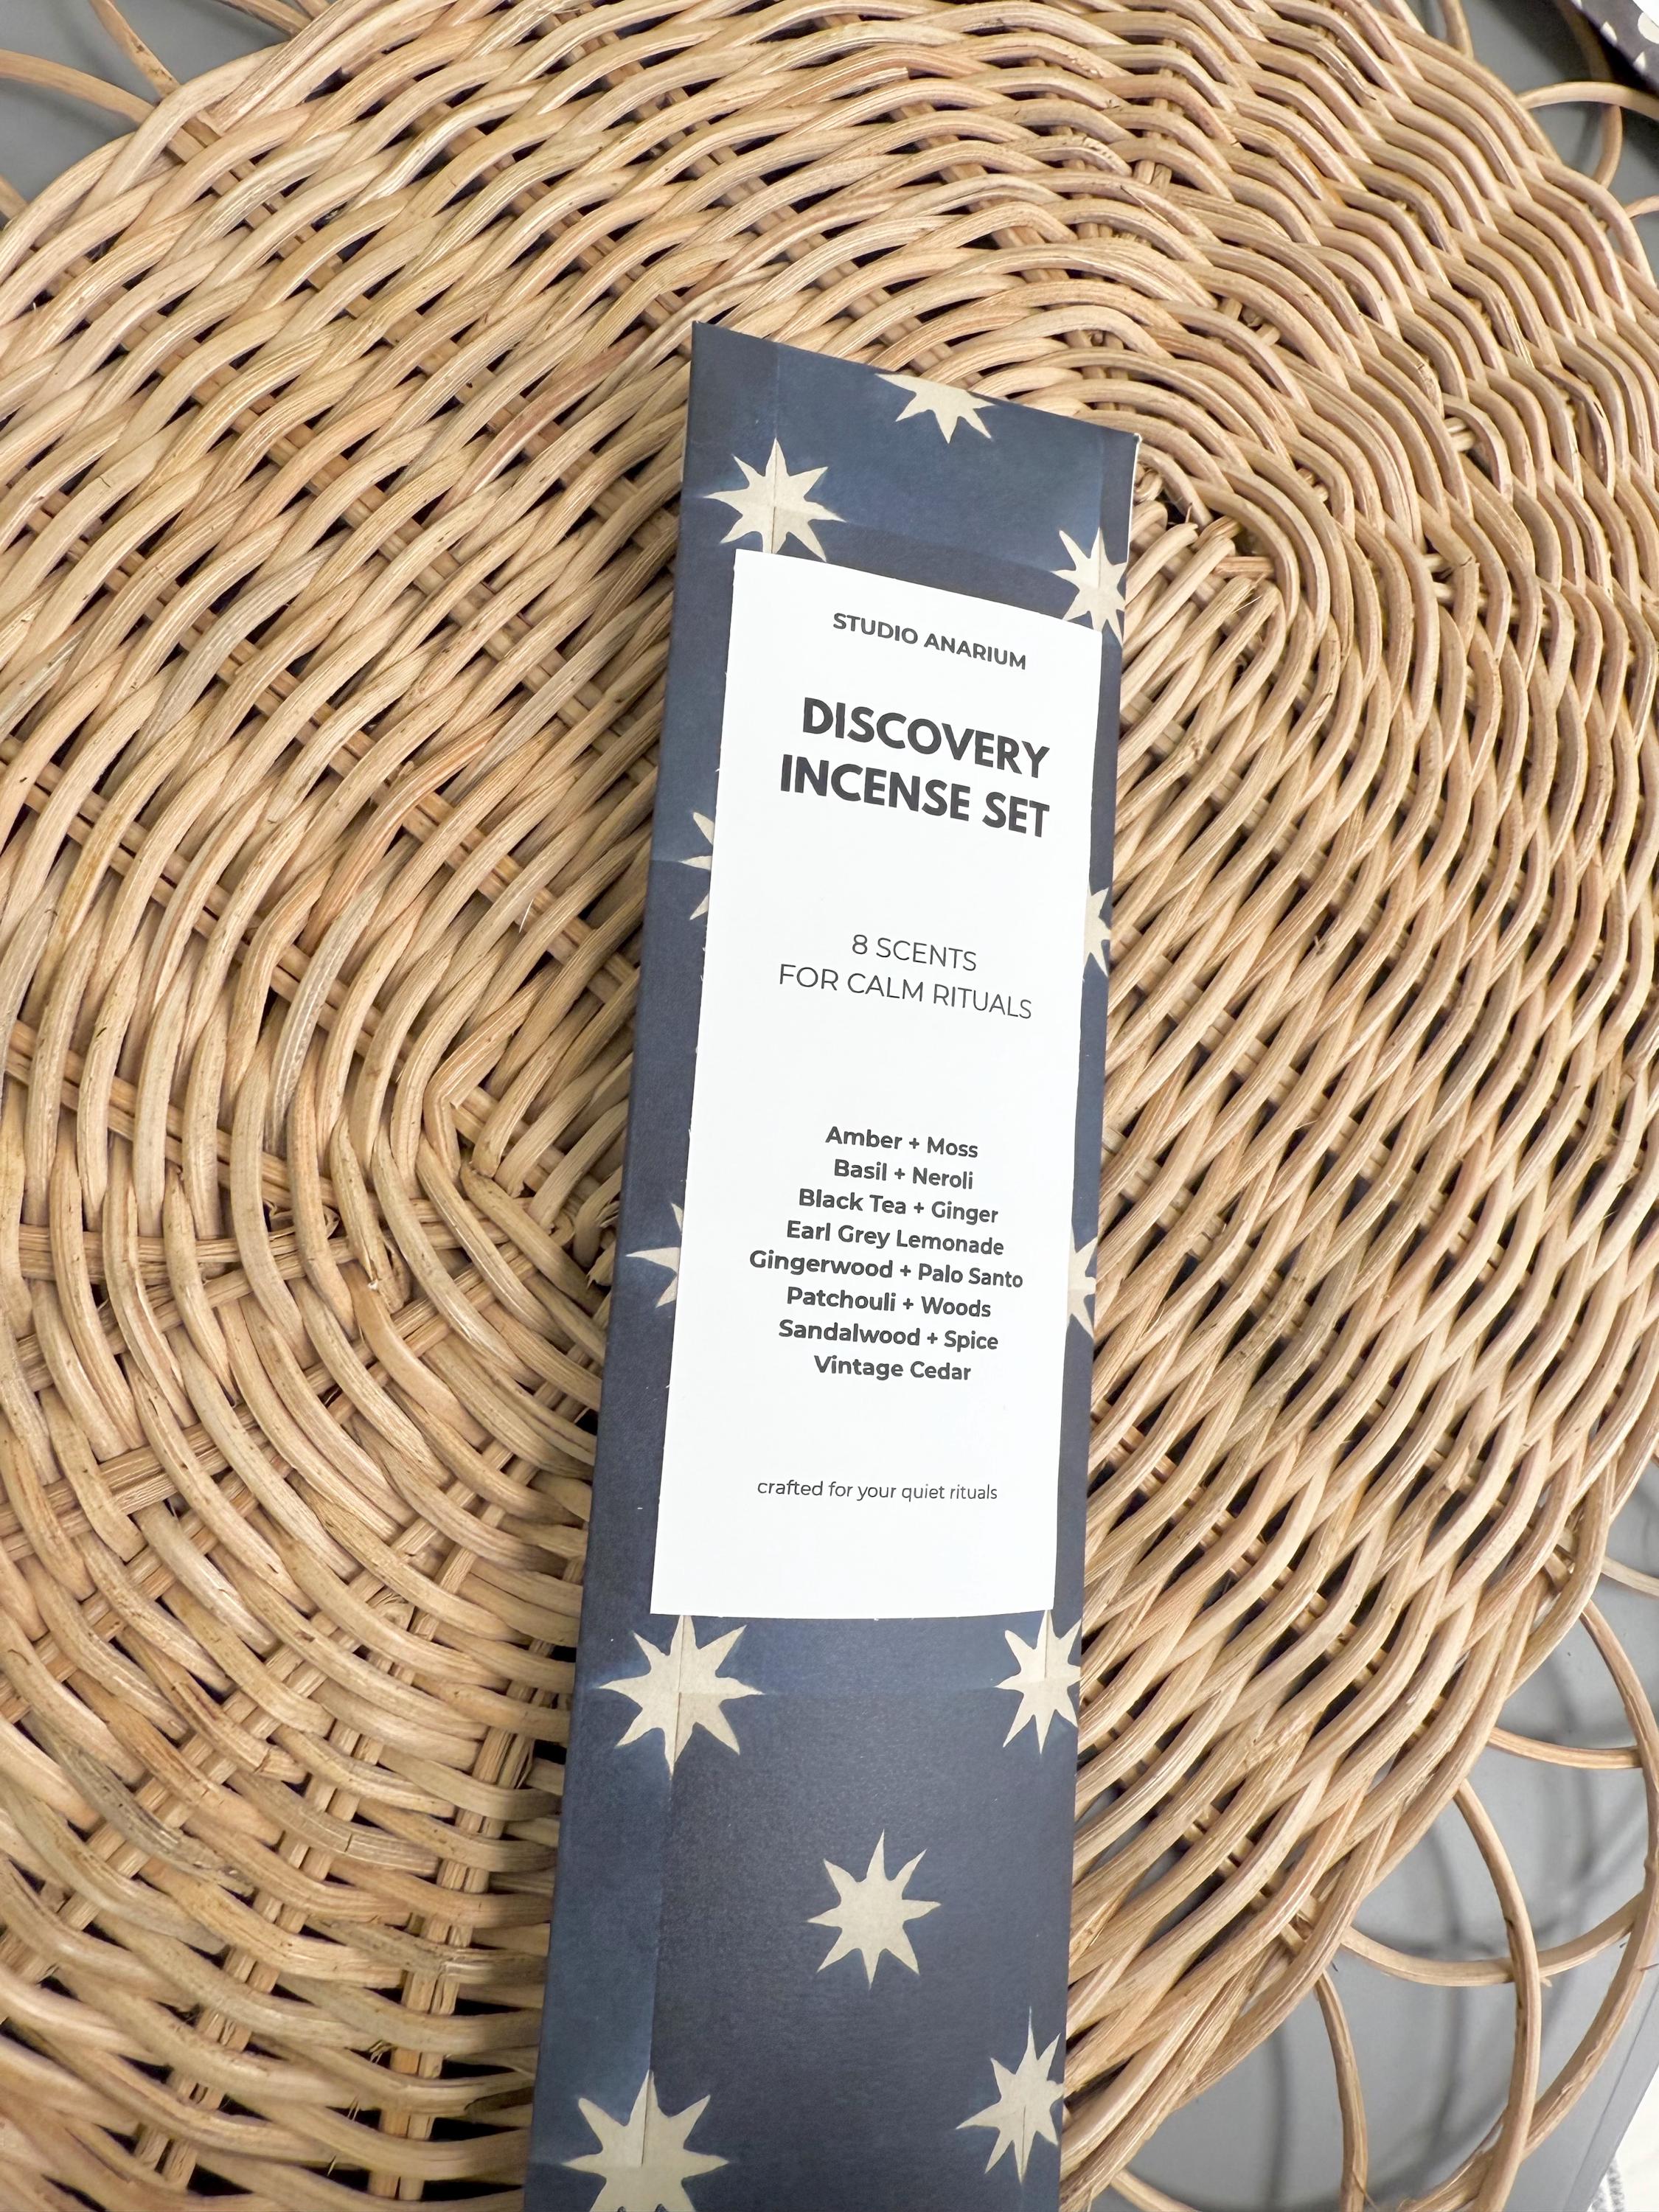 STUDIO ANARIUM
DISCOVERY
INCENSE SET
8 SCENTS
FOR CALM RITUALS
Amber + Moss
Basil + Neroli
Black Tea + Ginger
Earl Grey Lemonade
Gingerwood + Palo Santo
Patchouli + Woods
Sandalwood + Spice
Vintage Cedar
crafted for your quiet rituals